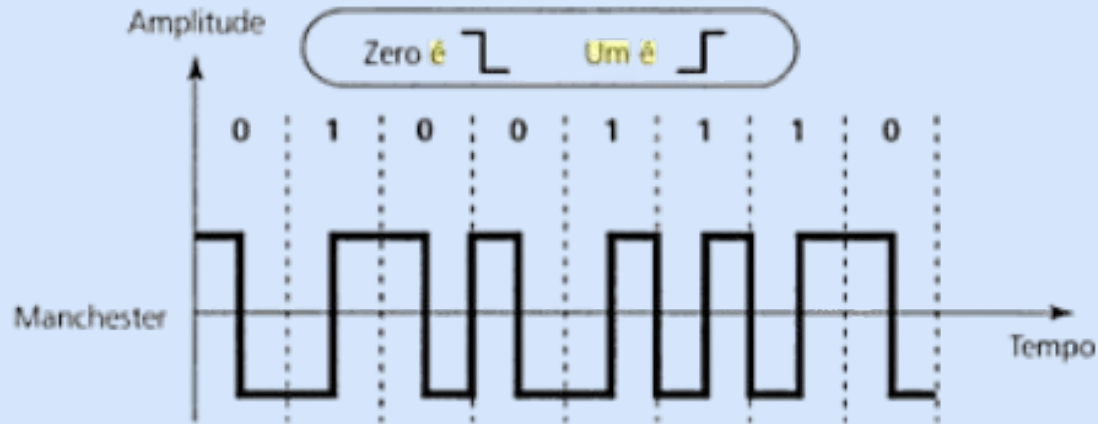 Amplitude
Zero é Um é
0 1 0 0 1 1 1 0
Manchester
Tempo